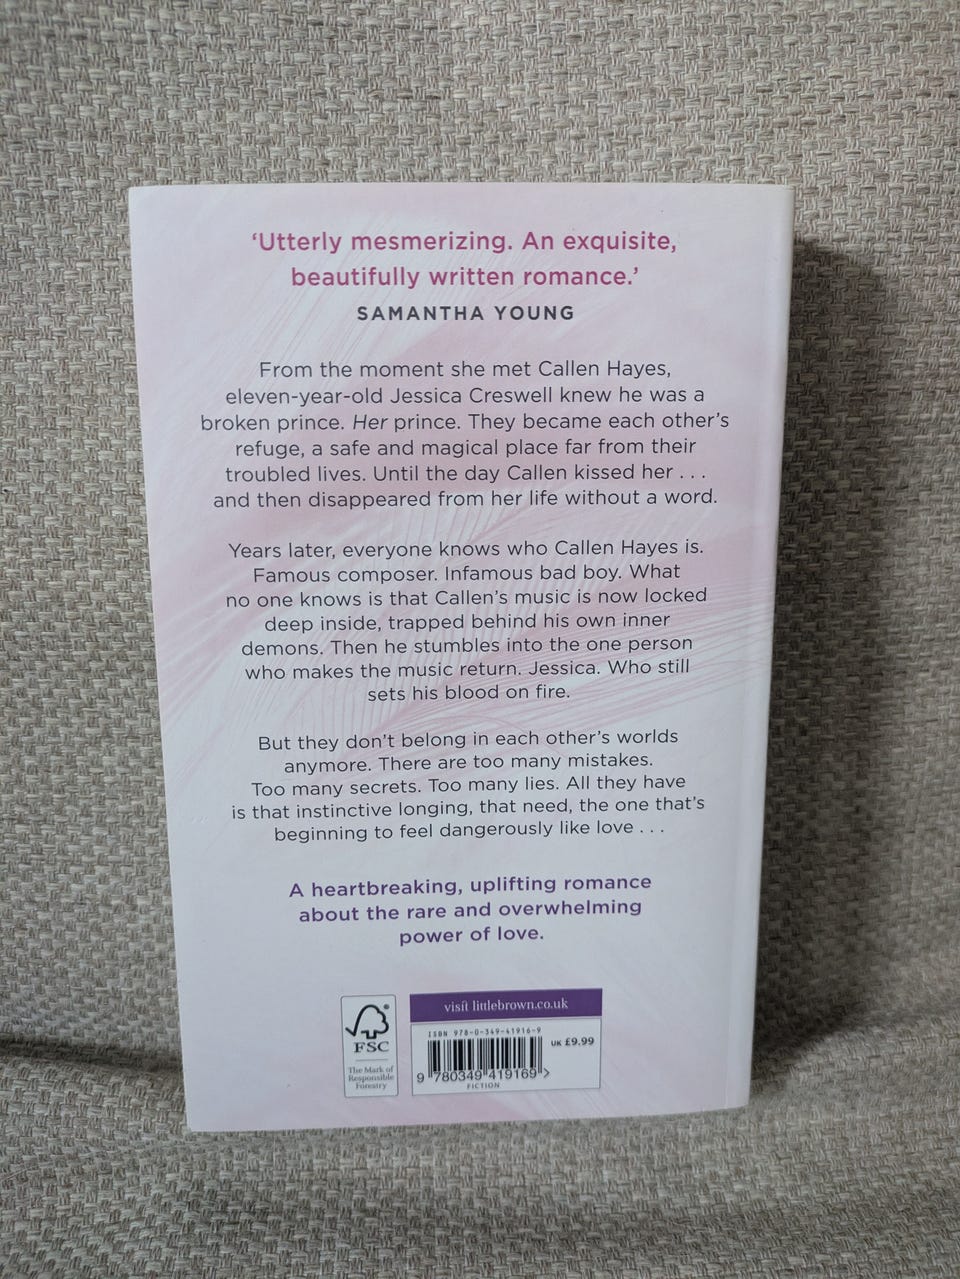 ‘Utterly mesmerizing. An exquisite,
beautifully written romance.’
SAMANTHA YOUNG
From the moment she met Callen Hayes,
eleven-year-old Jessica Creswell knew he was a
broken prince. Her prince. They became each other’s
refuge, a safe and magical place far from their
troubled lives. Until the day Callen kissed her . . .
and then disappeared from her life without a word.
Years later, everyone knows who Callen Hayes is.
Famous composer. Infamous bad boy. What
no one knows is that Callen’s music is now locked
deep inside, trapped behind his own inner
demons. Then he stumbles into the one person
who makes the music return. Jessica. Who still
sets his blood on fire.
But they don’t belong in each other’s worlds
anymore. There are too many mistakes.
Too many secrets. Too many lies. All they have
is that instinctive longing, that need, the one that’s
beginning to feel dangerously like love . . .
A heartbreaking, uplifting romance
about the rare and overwhelming
power of love.
FSC
The Mark of
Responsible
Forestry
visit littlebrown.co.uk
ISBN 978-0-349-41916-9
UK £9.99
9 780349 419169 >
FICTION